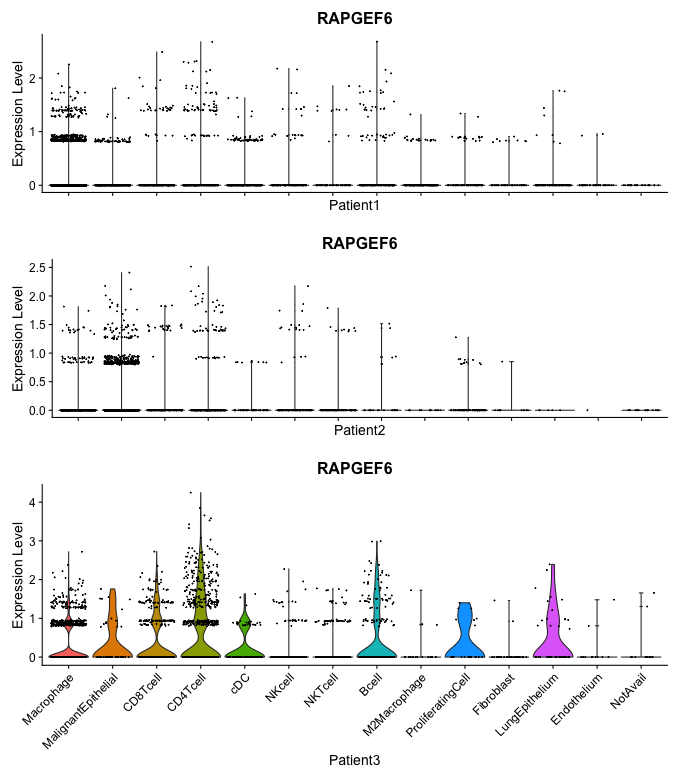 RAPGEF6
Expression Level
2
1
0
Patient1
RAPGEF6
Expression Level
2.5
2.0
1.5
1.0
0.5
0.0
Patient2
RAPGEF6
Expression Level
4
3
2
1
0
Macrophage
MalignantEpithelial
CD8Tcell
CD4Tcell
cDC
NKcell
NKTcell
Bcell
M2Macrophage
ProliferatingCell
Fibroblast
LungEpithelium
Endothelium
NotAvail
Patient3